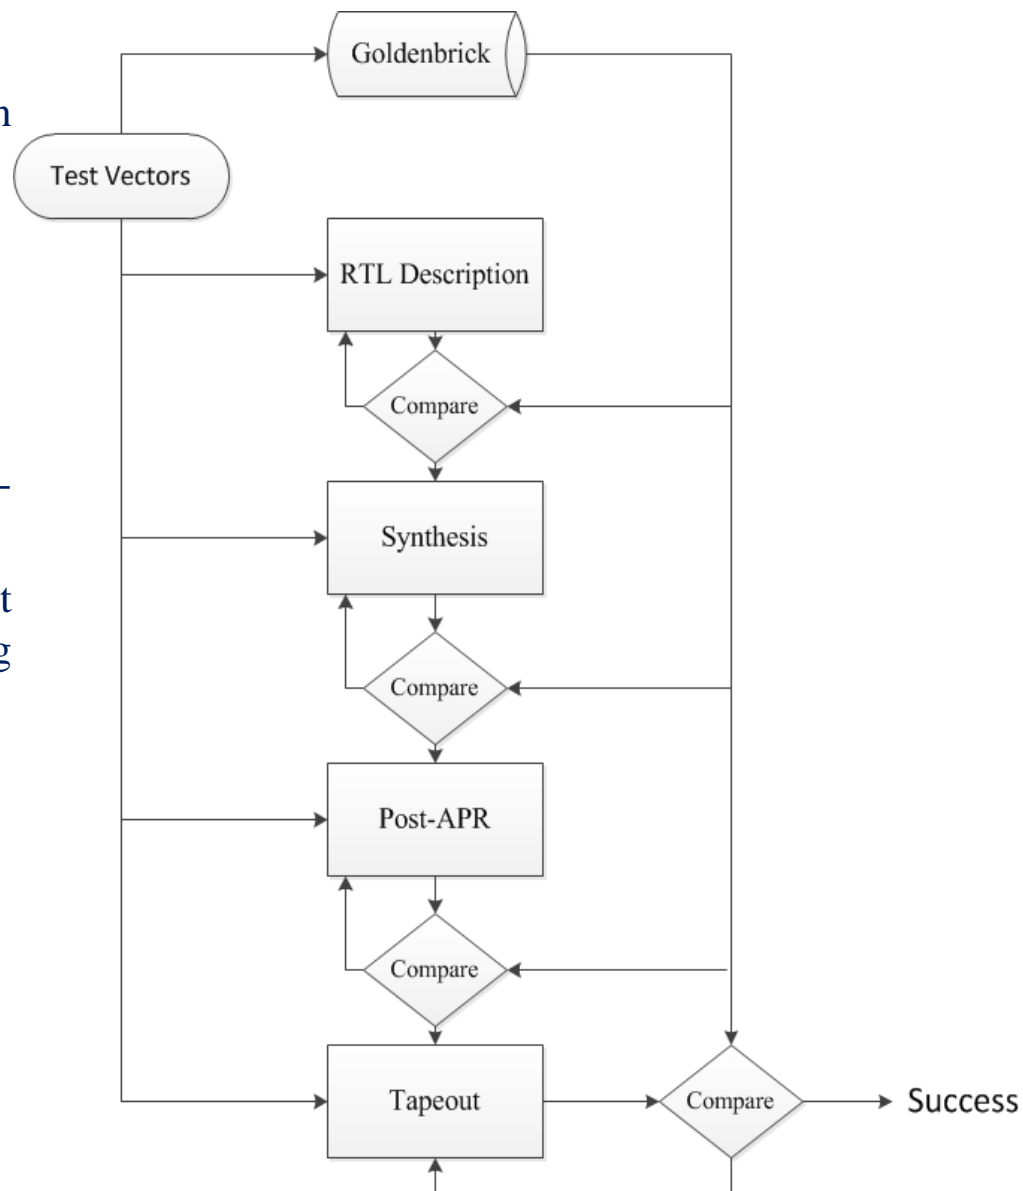 Goldenbrick
n
Test Vectors
RTL Description
Compare
-
Synthesis
t
g
Compare
Post-APR
Compare
Tapeout
Compare
Success